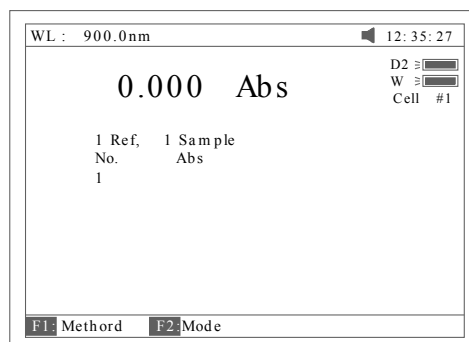 WL: 900.0nm 12:35:27
0.000 Abs
D2
W
Cell #1
1 Ref, 1 Sample
No. Abs
1
F1: Methord F2:Mode